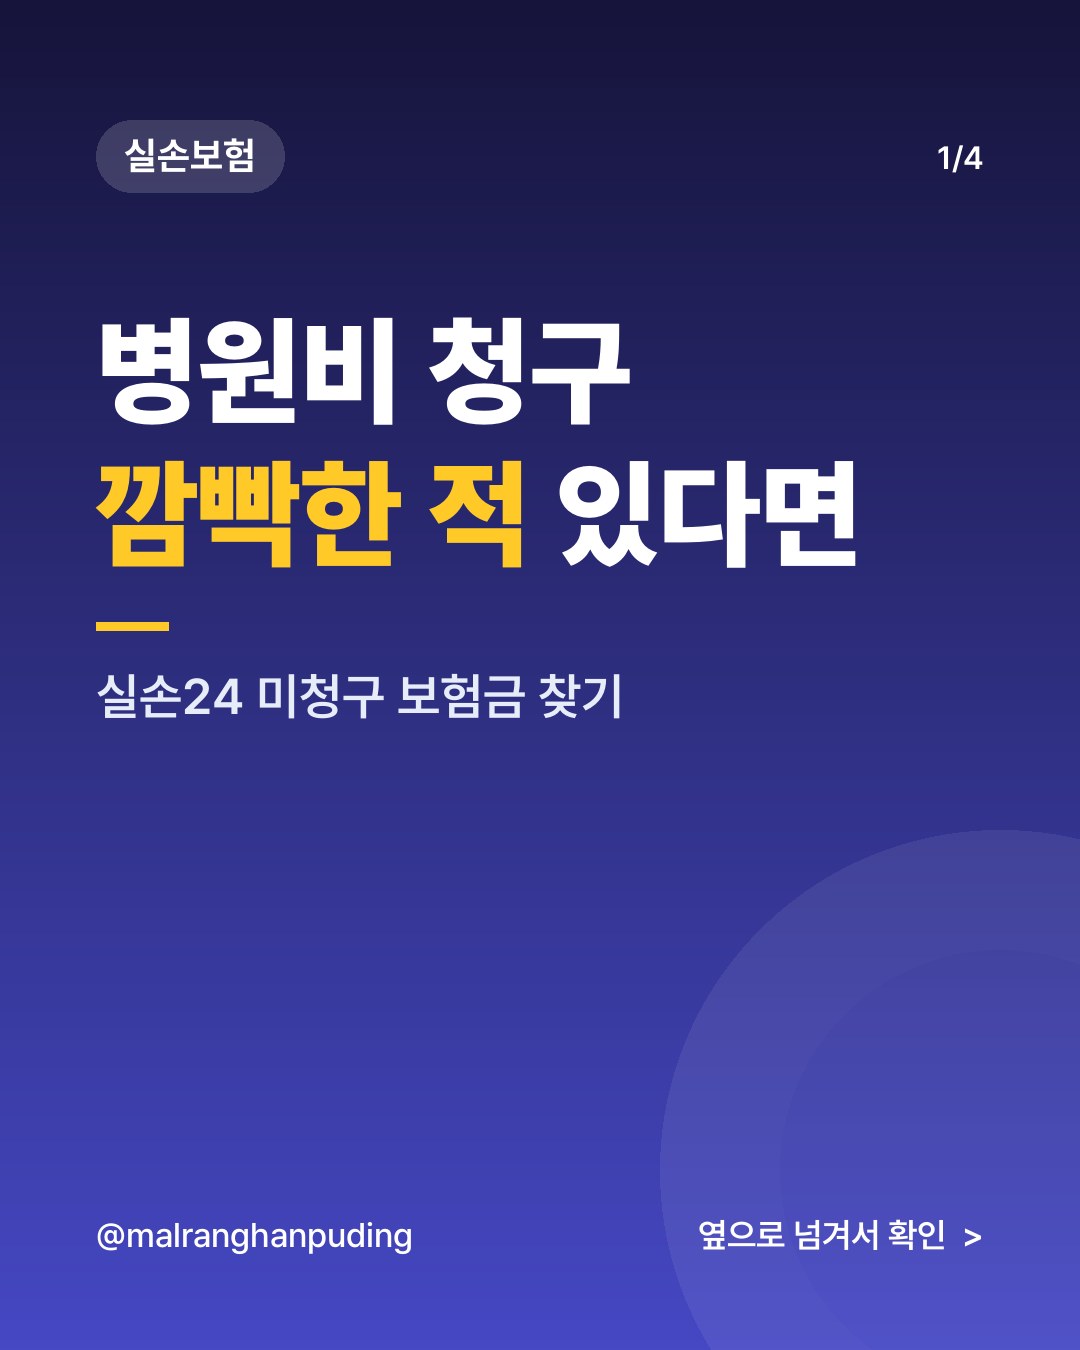 실손보험
1/4
병원비 청구
깜빡한 적 있다면
실손24 미청구 보험금 찾기
@malranghanpuding
옆으로 넘겨서 확인 >